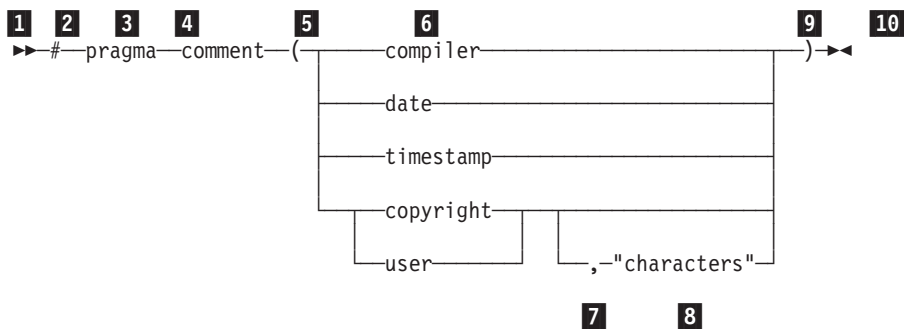 1 2 3 4 5 6 9 10
# pragma comment ( compiler )
date
timestamp
copyright
user , "characters"
7 8